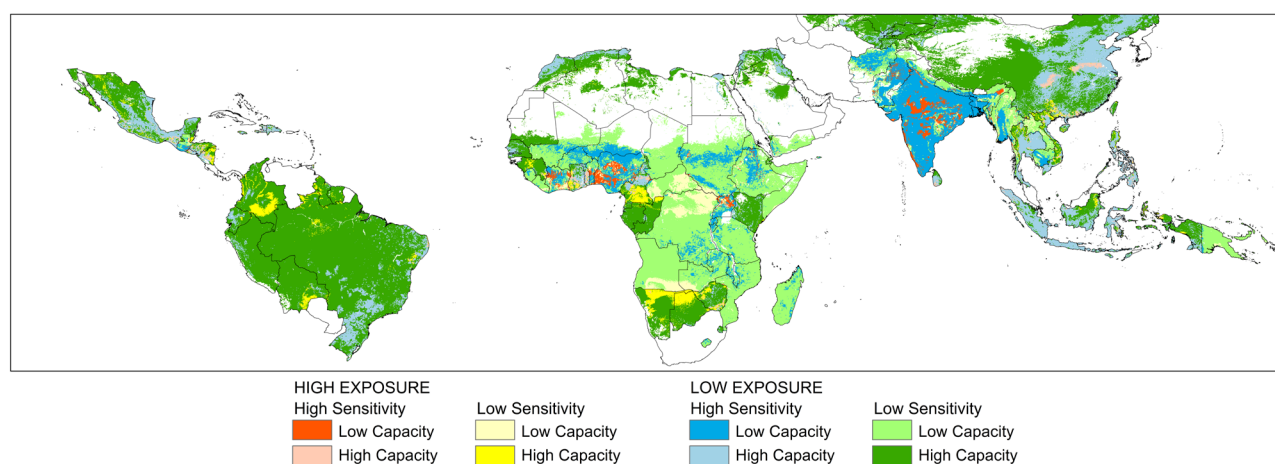 HIGH EXPOSURE LOW EXPOSURE
High Sensitivity Low Sensitivity High Sensitivity Low Sensitivity
Low Capacity Low Capacity Low Capacity Low Capacity
High Capacity High Capacity High Capacity High Capacity